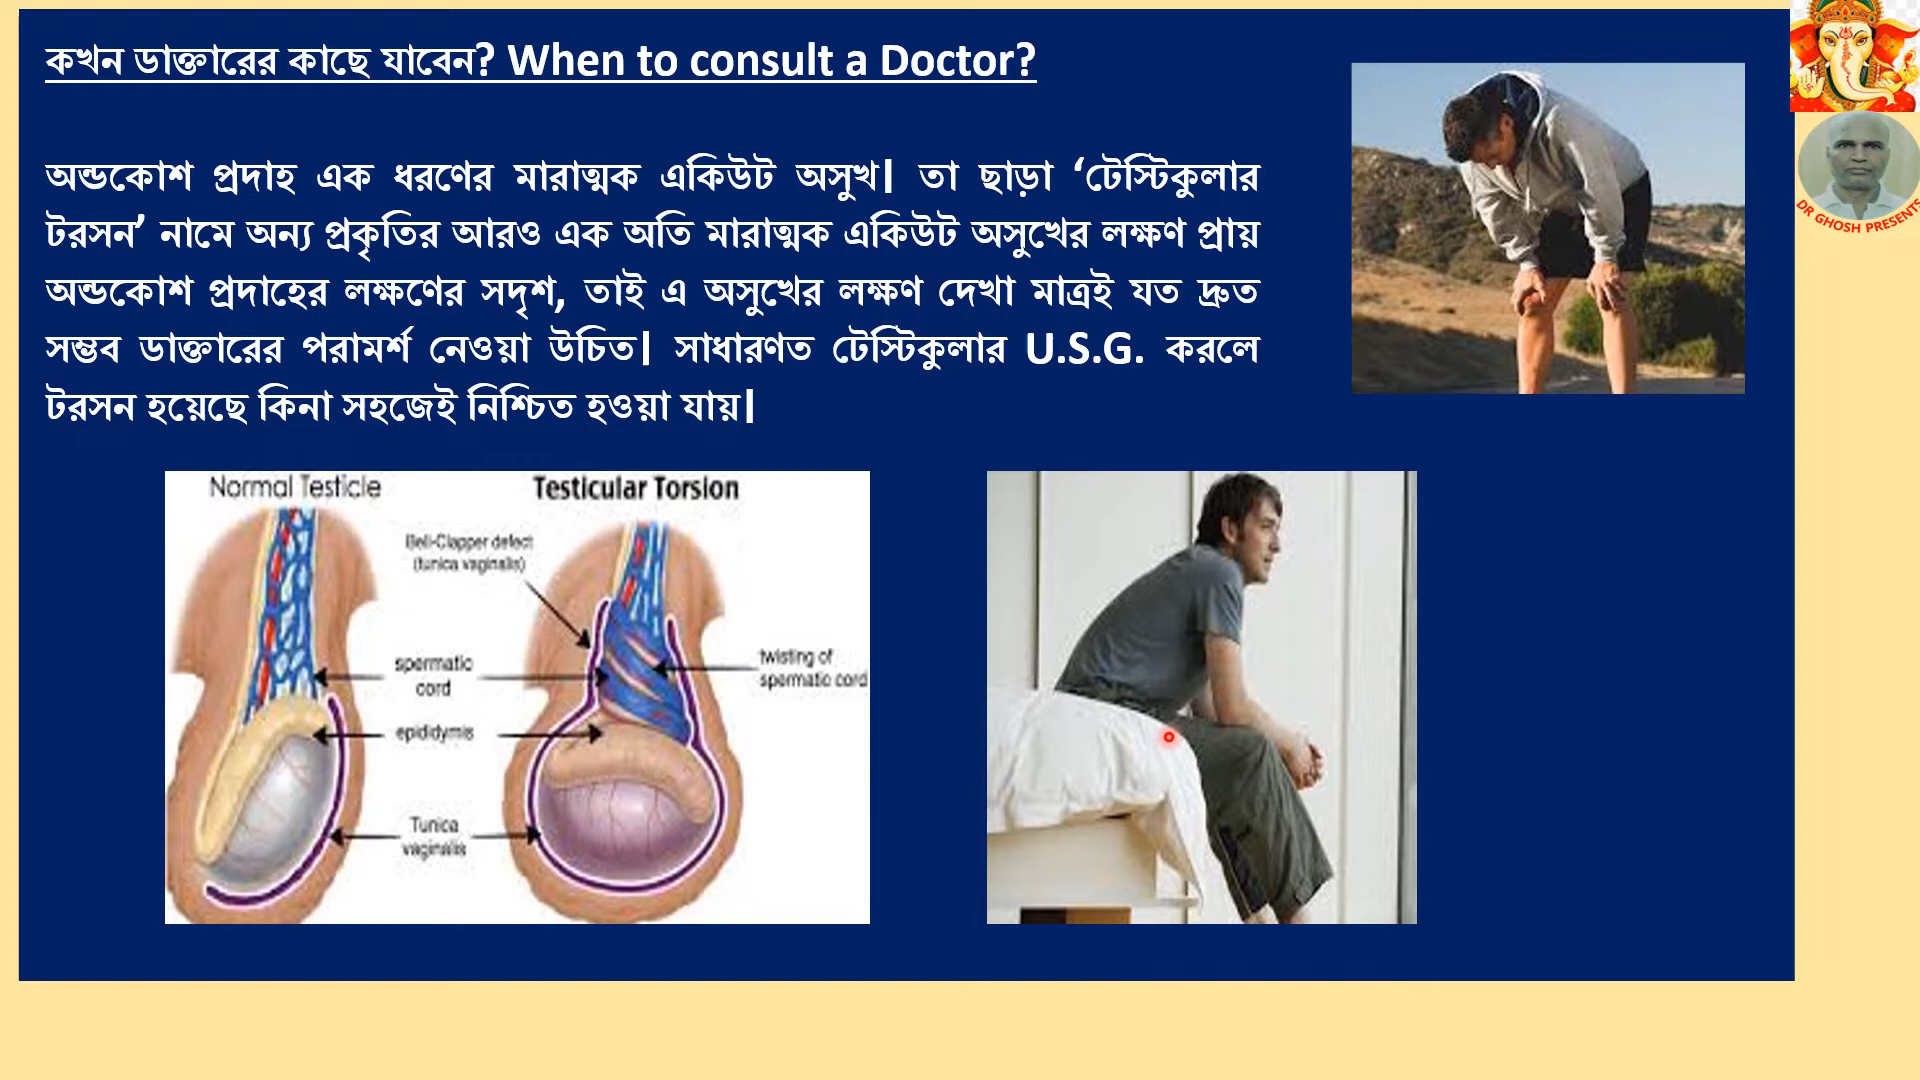 কখন ডাক্তারের কাছে যাবেন? When to consult a Doctor?
অন্ডকোশ প্রদাহ এক ধরণের মারাত্মক একিউট অসুখ| তা ছাড়া ‘টেস্টিকুলার
টরসন’ নামে অন্য প্রকৃতির আরও এক অতি মারাত্মক একিউট অসুখের লক্ষণ প্রায়
অন্ডকোশ প্রদাহের লক্ষণের সদৃশ, তাই এ অসুখের লক্ষণ দেখা মাত্রই যত দ্রুত
সম্ভব ডাক্তারের পরামর্শ নেওয়া উচিত| সাধারণত টেস্টিকুলার U.S.G. করলে
টরসন হয়েছে কিনা সহজেই নিশ্চিত হওয়া যায়|
DR GHOSH PRESENTS
Normal Testicle
Testicular Torsion
Bell-Clapper defect
(tunica vaginalis)
spermatic
cord
twisting of
spermatic cord
epididymis
Tunica
vaginalis